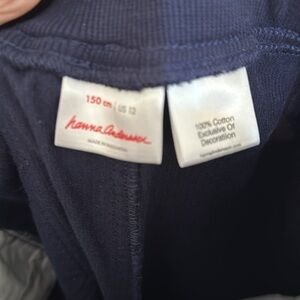 150 cm | US 12
hanna andersson
100% Cotton
Exclusive Of
Decoration